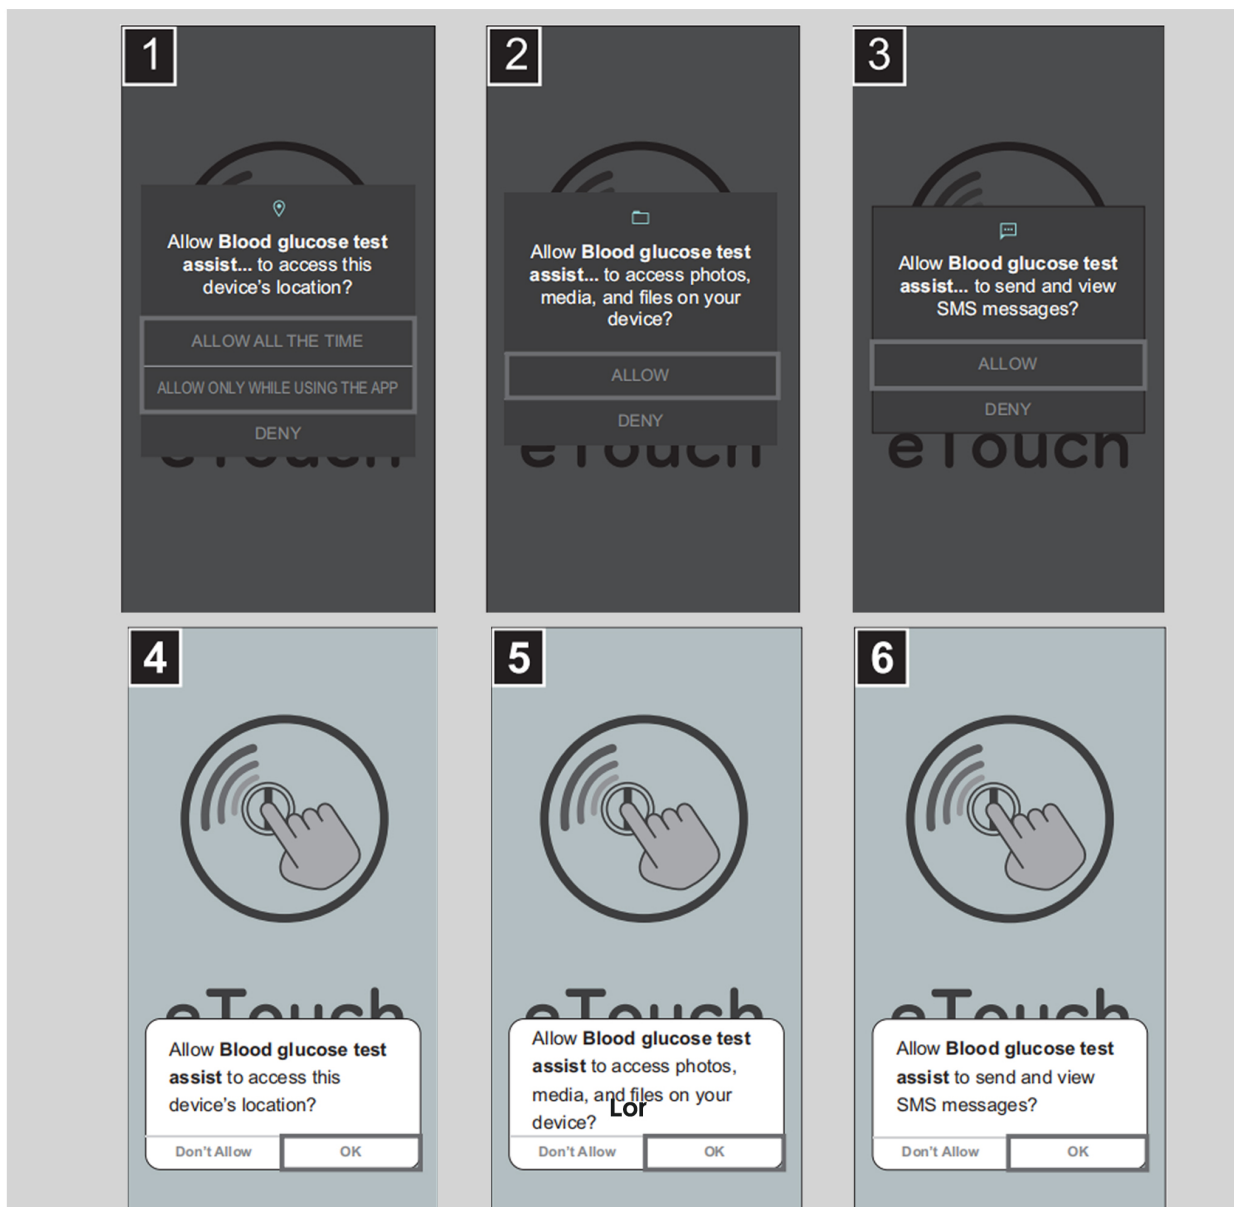 1
Allow Blood glucose test
assist... to access this
device's location?
ALLOW ALL THE TIME
ALLOW ONLY WHILE USING THE APP
DENY
eTouch
2
Allow Blood glucose test
assist... to access photos,
media, and files on your
device?
ALLOW
DENY
eTouch
3
Allow Blood glucose test
assist... to send and view
SMS messages?
ALLOW
DENY
eTouch
4
eTouch
Allow Blood glucose test
assist to access this
device's location?
Don't Allow
OK
5
eTouch
Allow Blood glucose test
assist to access photos,
media, and files on your
device?
Lor
Don't Allow
OK
6
eTouch
Allow Blood glucose test
assist to send and view
SMS messages?
Don't Allow
OK